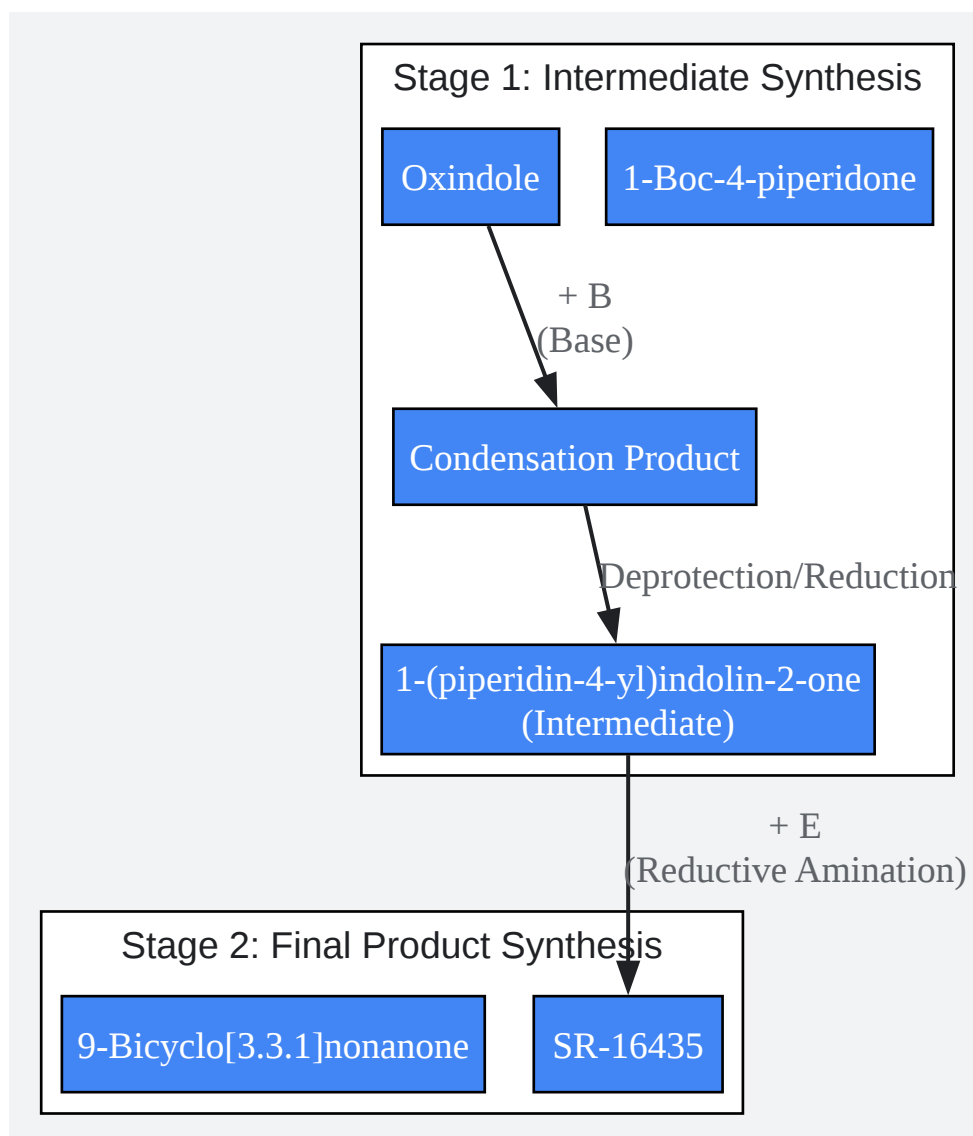 Stage 1: Intermediate Synthesis
Oxindole
1-Boc-4-piperidone
+ B
(Base)
Condensation Product
Deprotection/Reduction
1-(piperidin-4-yl)indolin-2-one
(Intermediate)
+ E
(Reductive Amination)
Stage 2: Final Product Synthesis
9-Bicyclo[3.3.1]nonanone
SR-16435